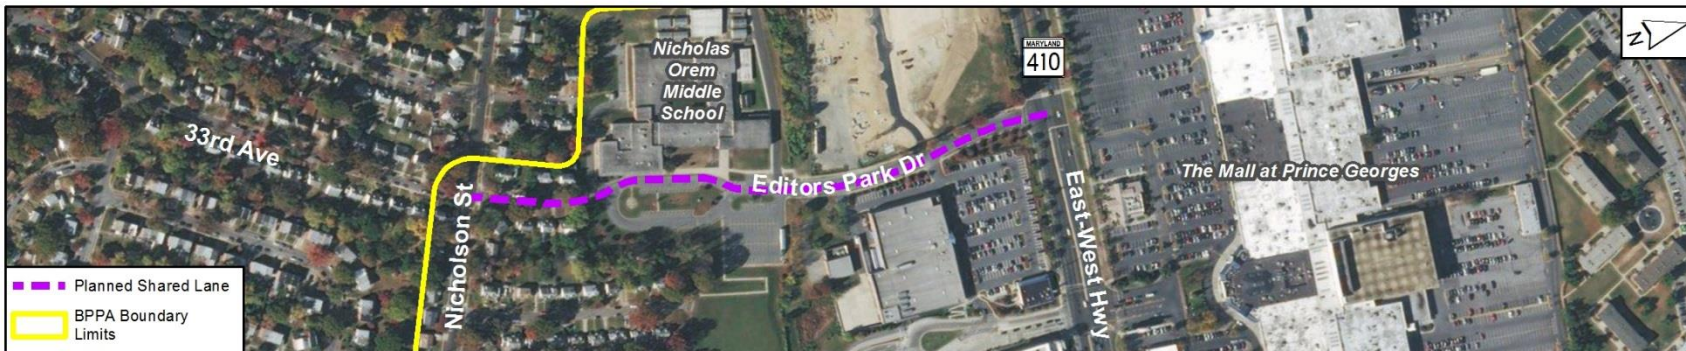 Nicholas
Orem
Middle
School
MARYLAND
410
N
33rd Ave
Editors Park Dr
The Mall at Prince Georges
Nicholson St
East-West Hwy
Planned Shared Lane
BPPA Boundary
Limits